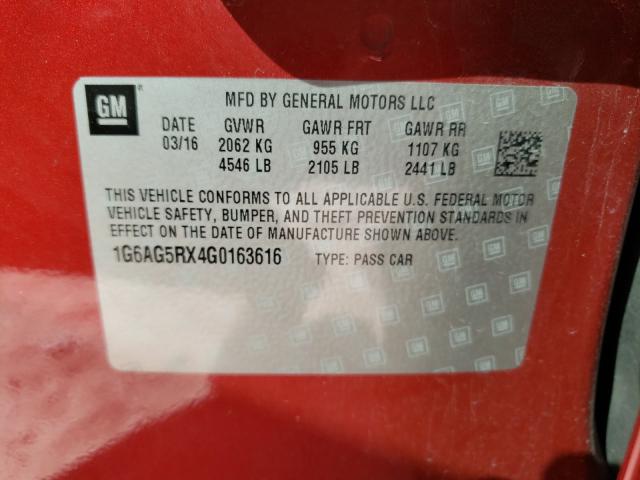 GM
MFD BY GENERAL MOTORS LLC
DATE GVWR GAWR FRT GAWR RR
03/16 2062 KG 955 KG 1107 KG
4546 LB 2105 LB 2441 LB
THIS VEHICLE CONFORMS TO ALL APPLICABLE U.S. FEDERAL MOTOR
VEHICLE SAFETY, BUMPER, AND THEFT PREVENTION STANDARDS IN
EFFECT ON THE DATE OF MANUFACTURE SHOWN ABOVE.
1G6AG5RX4G0163616 TYPE: PASS CAR